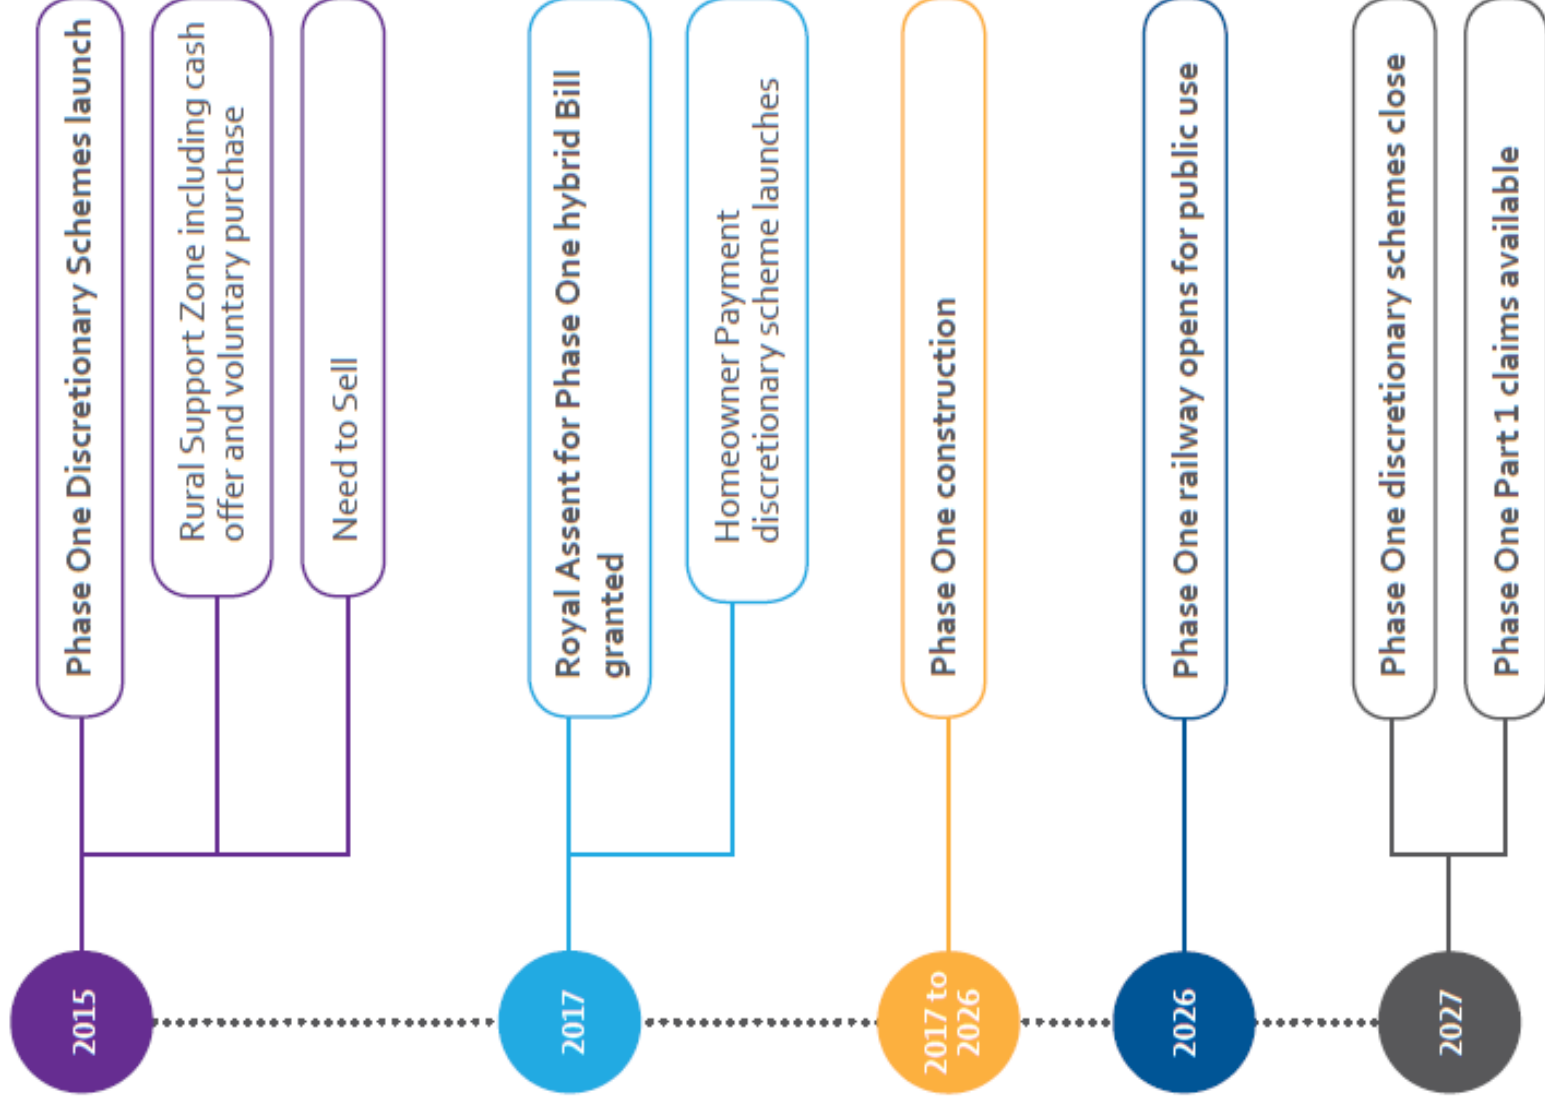 2015
Phase One Discretionary Schemes launch
Rural Support Zone including cash
offer and voluntary purchase
Need to Sell
2017
Royal Assent for Phase One hybrid Bill
granted
Homeowner Payment
discretionary scheme launches
2017 to
2026
Phase One construction
2026
Phase One railway opens for public use
2027
Phase One discretionary schemes close
Phase One Part 1 claims available